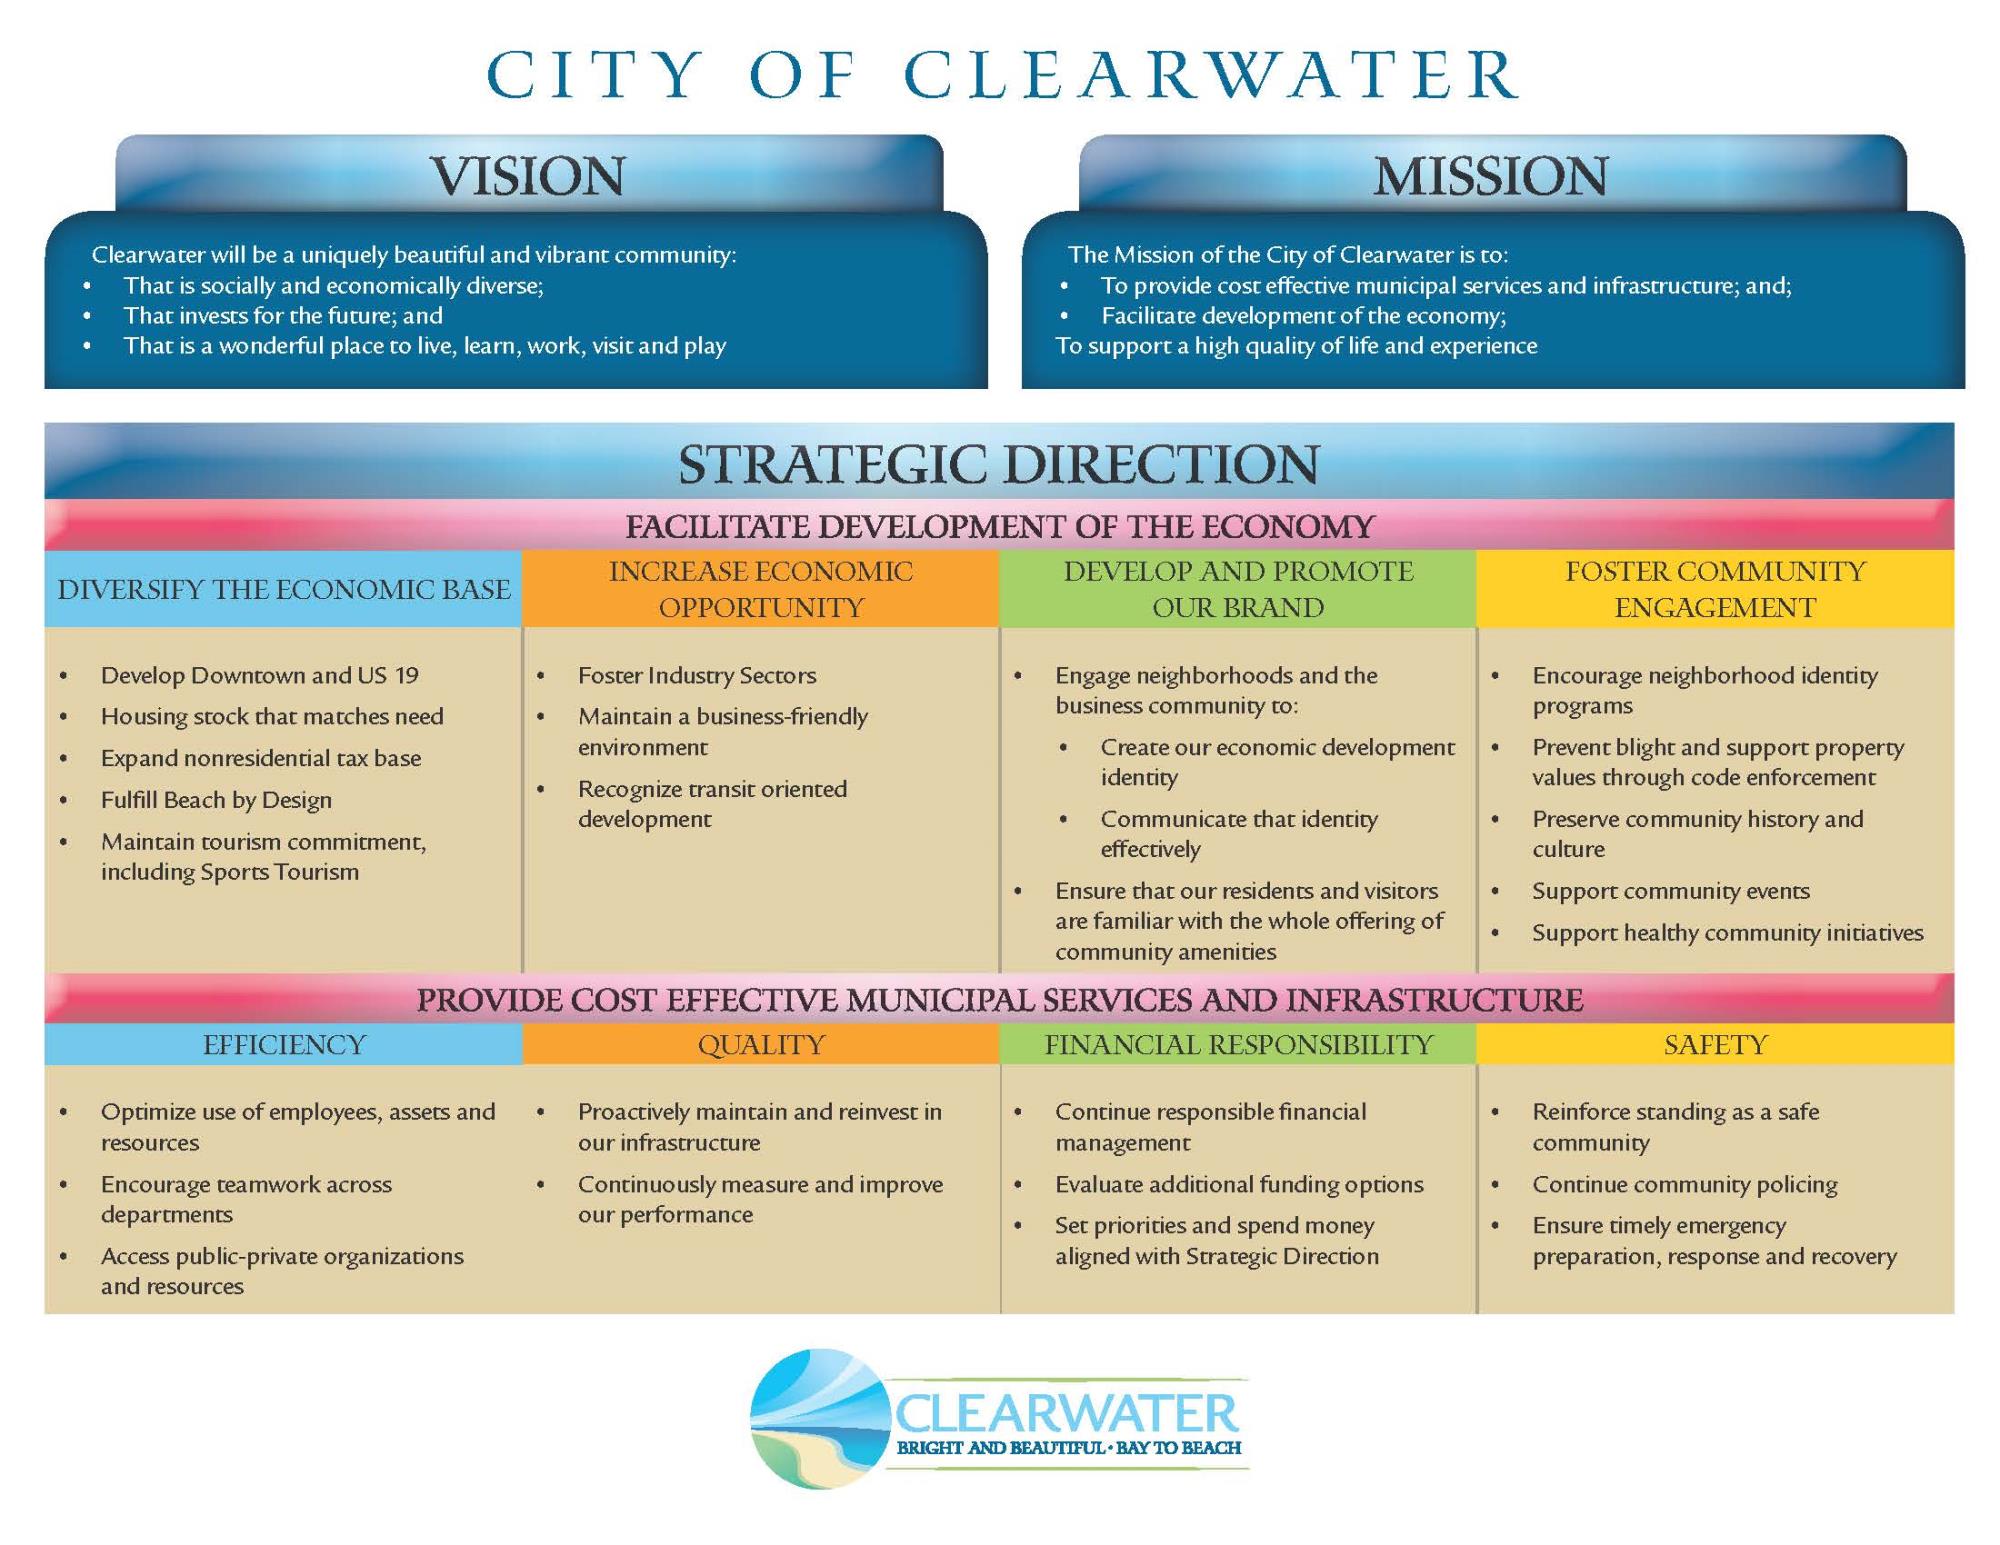 CITY OF CLEARWATER
VISION
Clearwater will be a uniquely beautiful and vibrant community:
• That is socially and economically diverse;
• That invests for the future; and
• That is a wonderful place to live, learn, work, visit and play
MISSION
The Mission of the City of Clearwater is to:
• To provide cost effective municipal services and infrastructure; and;
• Facilitate development of the economy;
To support a high quality of life and experience
STRATEGIC DIRECTION
FACILITATE DEVELOPMENT OF THE ECONOMY
DIVERSIFY THE ECONOMIC BASE
• Develop Downtown and US 19
• Housing stock that matches need
• Expand nonresidential tax base
• Fulfill Beach by Design
• Maintain tourism commitment,
including Sports Tourism
INCREASE ECONOMIC
OPPORTUNITY
• Foster Industry Sectors
• Maintain a business-friendly
environment
• Recognize transit oriented
development
DEVELOP AND PROMOTE
OUR BRAND
• Engage neighborhoods and the
business community to:
• Create our economic development
identity
• Communicate that identity
effectively
• Ensure that our residents and visitors
are familiar with the whole offering of
community amenities
FOSTER COMMUNITY
ENGAGEMENT
• Encourage neighborhood identity
programs
• Prevent blight and support property
values through code enforcement
• Preserve community history and
culture
• Support community events
• Support healthy community initiatives
PROVIDE COST EFFECTIVE MUNICIPAL SERVICES AND INFRASTRUCTURE
EFFICIENCY
• Optimize use of employees, assets and
resources
• Encourage teamwork across
departments
• Access public-private organizations
and resources
QUALITY
• Proactively maintain and reinvest in
our infrastructure
• Continuously measure and improve
our performance
FINANCIAL RESPONSIBILITY
• Continue responsible financial
management
• Evaluate additional funding options
• Set priorities and spend money
aligned with Strategic Direction
SAFETY
• Reinforce standing as a safe
community
• Continue community policing
• Ensure timely emergency
preparation, response and recovery
CLEARWATER
BRIGHT AND BEAUTIFUL • BAY TO BEACH